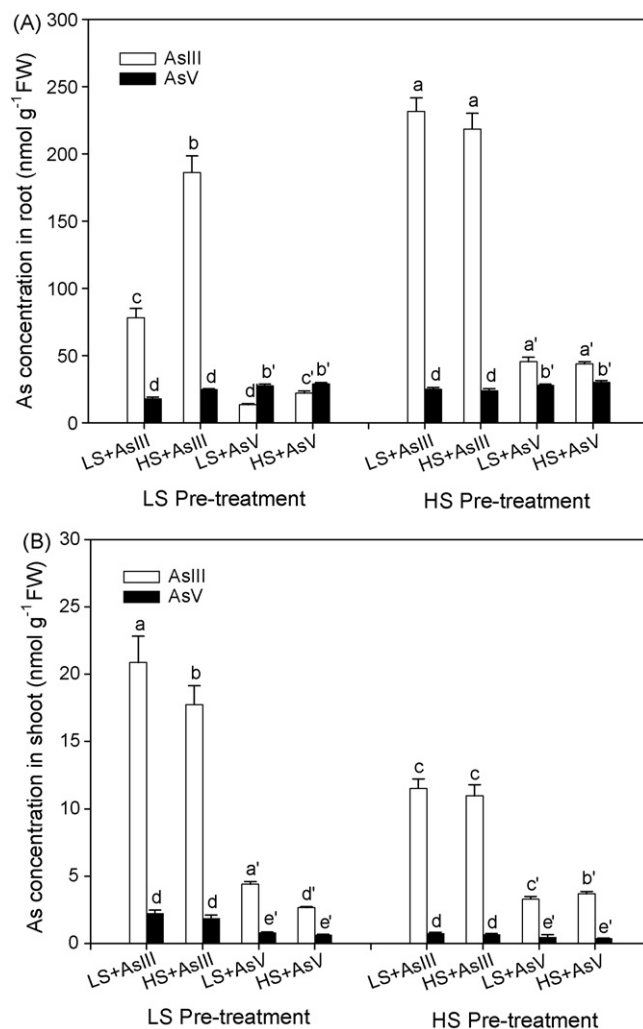 (A)
300
250
200
150
100
50
0
As concentration in root (nmol g⁻¹ FW)
AsIII
AsV
c
d
b
d
d
b'
c'
b'
a
d
a
d
a'
b'
a'
b'
LS+AsIII
HS+AsIII
LS+AsV
HS+AsV
LS+AsIII
HS+AsIII
LS+AsV
HS+AsV
LS Pre-treatment
HS Pre-treatment
(B)
30
25
20
15
10
5
0
As concentration in shoot (nmol g⁻¹ FW)
AsIII
AsV
a
d
b
d
a'
e'
d'
e'
c
d
c
d
c'
e'
b'
e'
LS+AsIII
HS+AsIII
LS+AsV
HS+AsV
LS+AsIII
HS+AsIII
LS+AsV
HS+AsV
LS Pre-treatment
HS Pre-treatment